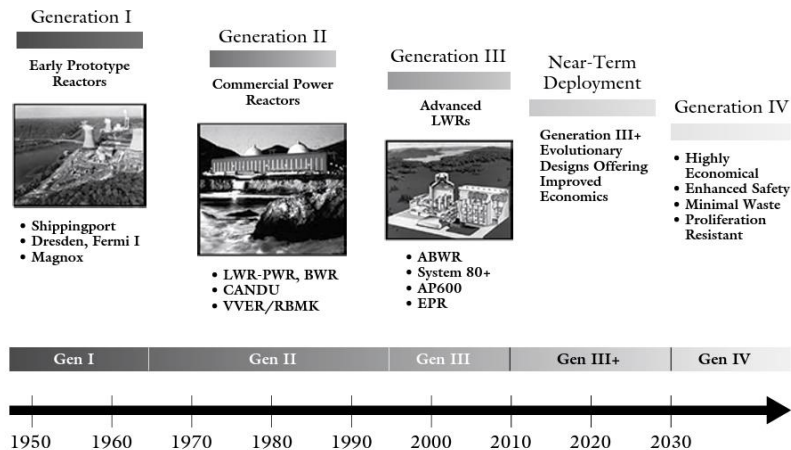 Generation I
Early Prototype
Reactors
• Shippingport
• Dresden, Fermi I
• Magnox
Generation II
Commercial Power
Reactors
• LWR-PWR, BWR
• CANDU
• VVER/RBMK
Generation III
Advanced
LWRs
• ABWR
• System 80+
• AP600
• EPR
Near-Term
Deployment
Generation III+
Evolutionary
Designs Offering
Improved
Economics
Generation IV
• Highly
Economical
• Enhanced Safety
• Minimal Waste
• Proliferation
Resistant
Gen I
Gen II
Gen III
Gen III+
Gen IV
1950
1960
1970
1980
1990
2000
2010
2020
2030